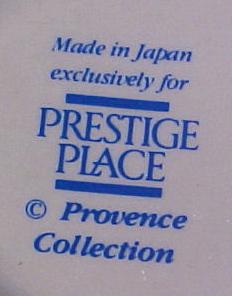 Made in Japan
exclusively for
PRESTIGE
PLACE
© Provence
Collection